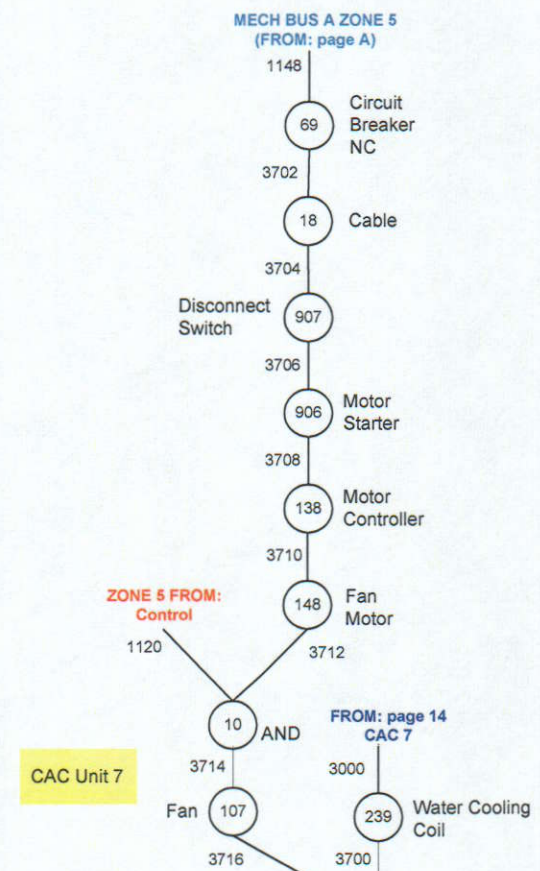 MECH BUS A ZONE 5
(FROM: page A)
1148
69
Circuit
Breaker
NC
3702
18
Cable
3704
Disconnect
Switch
907
3706
906
Motor
Starter
3708
138
Motor
Controller
3710
148
Fan
Motor
ZONE 5 FROM:
Control
1120
3712
10
AND
FROM: page 14
CAC 7
3714
3000
CAC Unit 7
Fan
107
239
Water Cooling
Coil
3716
3700